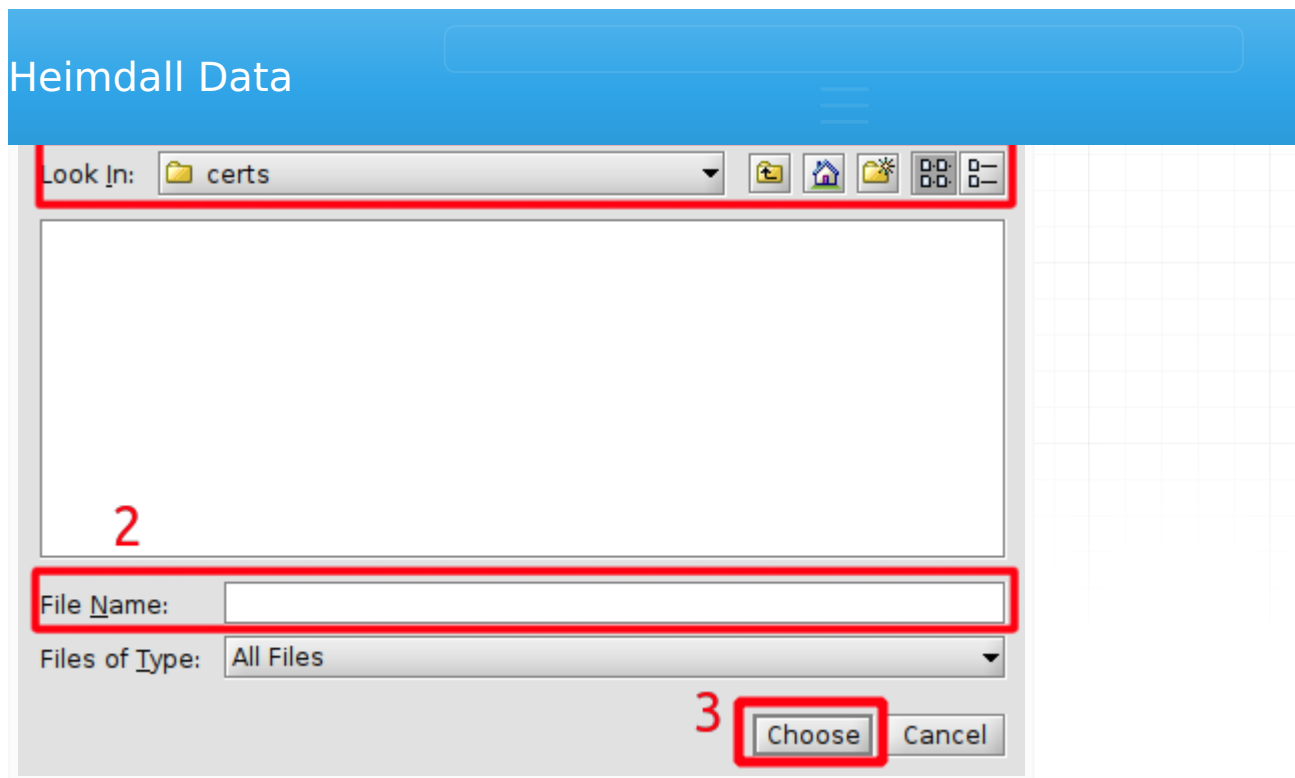 Heimdall Data
Look In: certs
2
File Name:
Files of Type: All Files
3
Choose Cancel